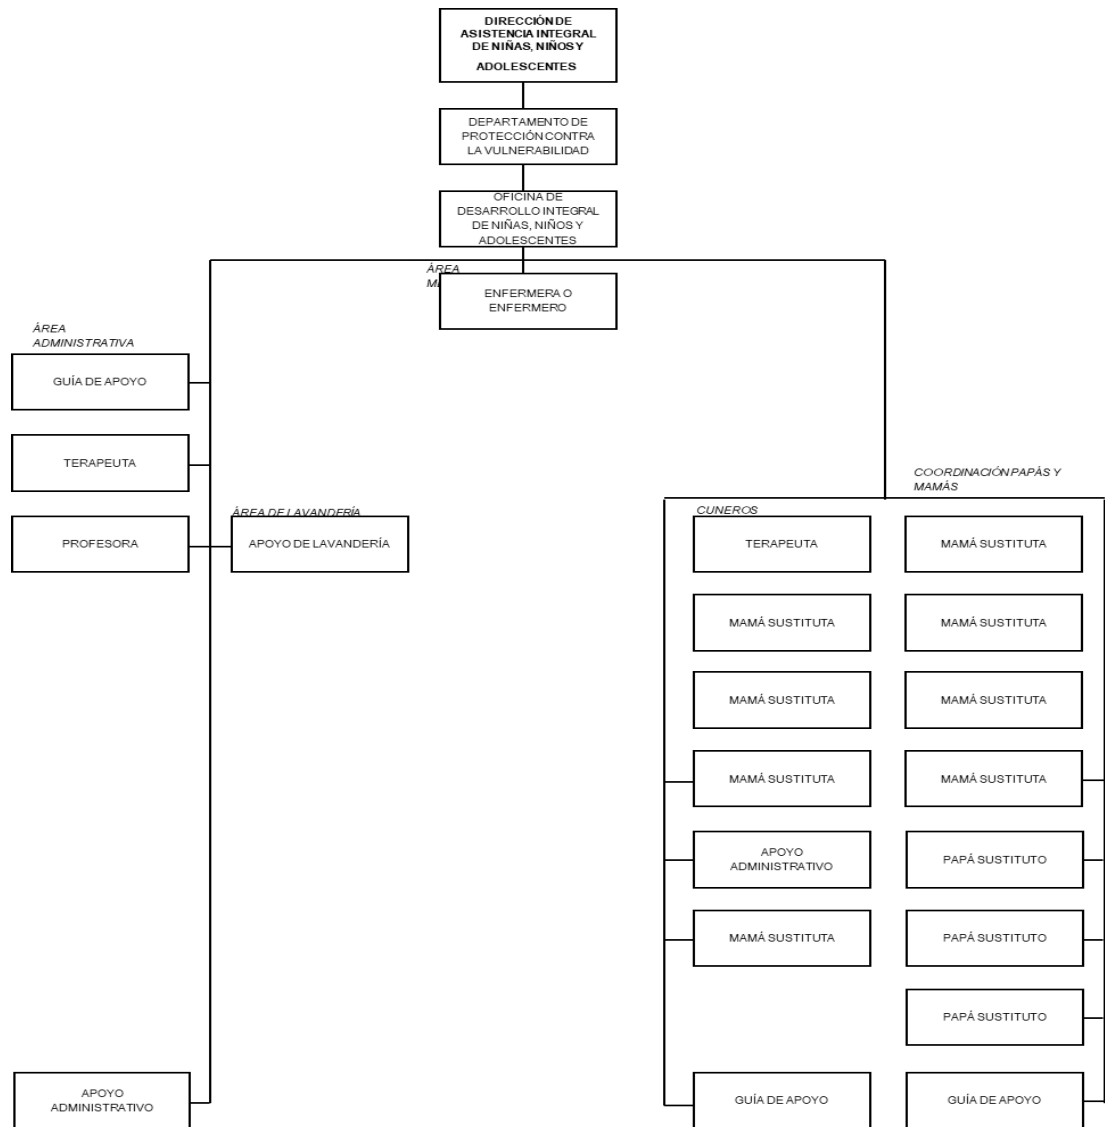 DIRECCIÓN DE
ASISTENCIA INTEGRAL
DE NIÑAS, NIÑOS Y
ADOLESCENTES
DEPARTAMENTO DE
PROTECCIÓN CONTRA
LA VULNERABILIDAD
OFICINA DE
DESARROLLO INTEGRAL
DE NIÑAS, NIÑOS Y
ADOLESCENTES
ÁREA
ENFERMERA O
ENFERMERO
ÁREA
ADMINISTRATIVA
GUÍA DE APOYO
TERAPEUTA
PROFESORA
ÁREA DE LAVANDERÍA
APOYO DE LAVANDERÍA
APOYO
ADMINISTRATIVO
CUNEROS
TERAPEUTA
MAMÁ SUSTITUTA
MAMÁ SUSTITUTA
MAMÁ SUSTITUTA
APOYO
ADMINISTRATIVO
MAMÁ SUSTITUTA
GUÍA DE APOYO
COORDINACIÓN PAPÁS Y
MAMÁS
MAMÁ SUSTITUTA
MAMÁ SUSTITUTA
MAMÁ SUSTITUTA
MAMÁ SUSTITUTA
PAPÁ SUSTITUTO
PAPÁ SUSTITUTO
PAPÁ SUSTITUTO
GUÍA DE APOYO